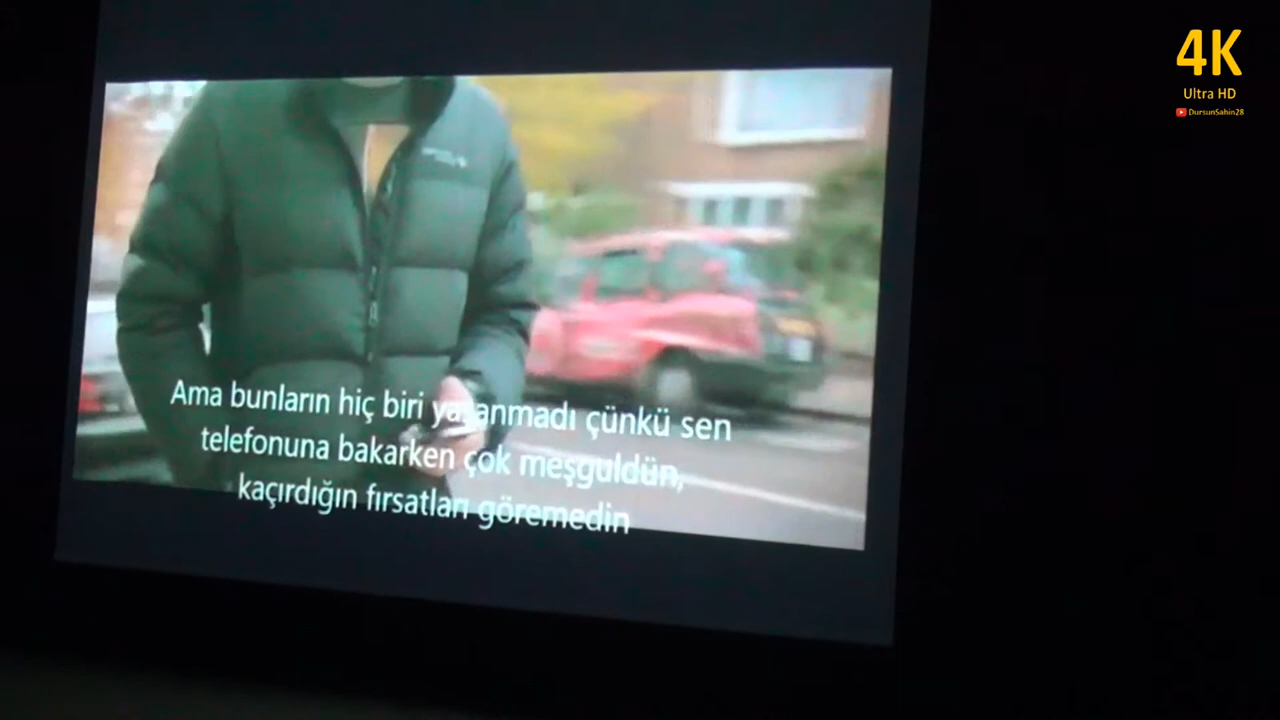 4K
Ultra HD
DursunSahin28
Ama bunların hiç biri yaşanmadı çünkü sen
telefonuna bakarken çok meşguldün,
kaçırdığın fırsatları göremedin